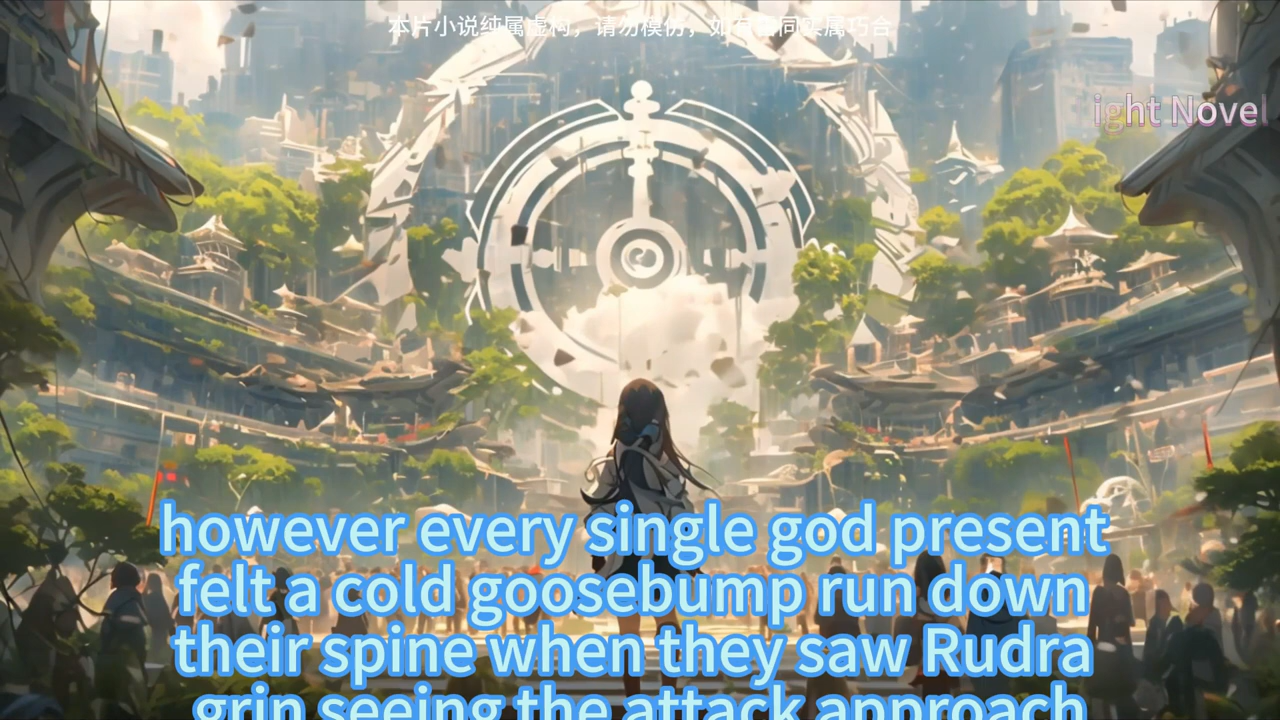 本片小说纯属虚构，请勿模仿，如有雷同实属巧合
ight Novel
however every single god present
felt a cold goosebump run down
their spine when they saw Rudra
grin seeing the attack approach